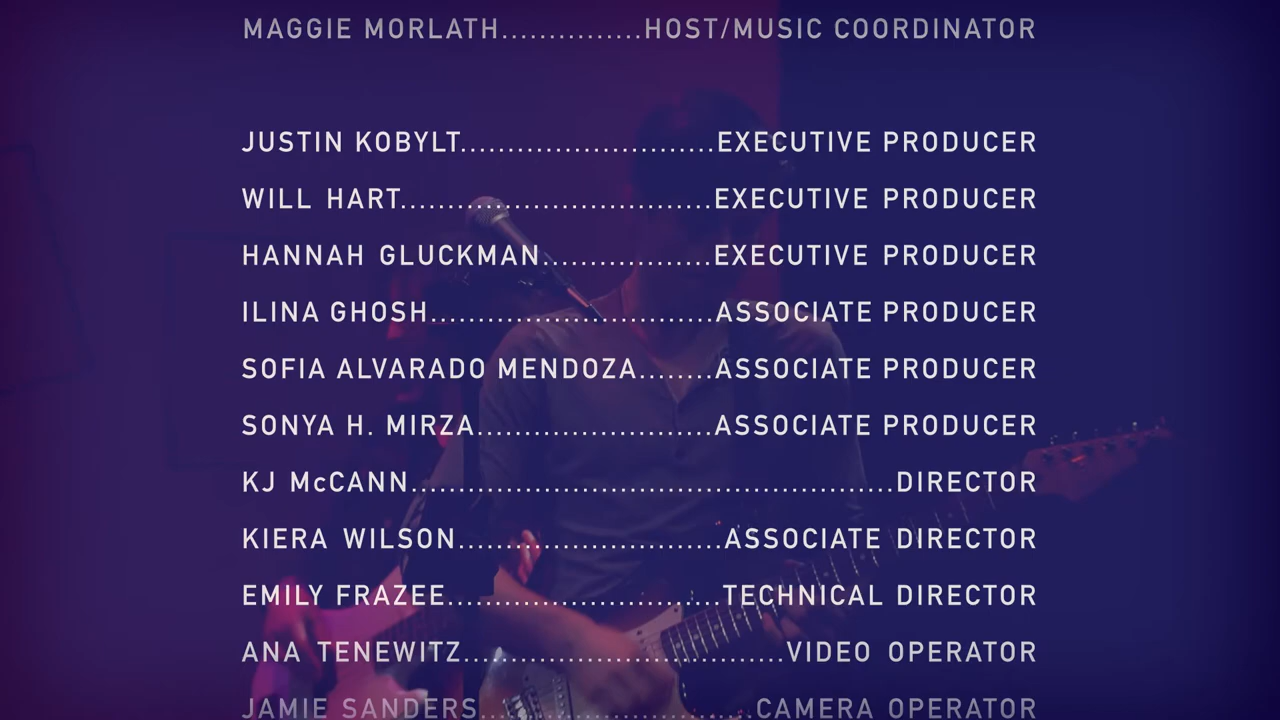 MAGGIE MORLATH...............HOST/MUSIC COORDINATOR
JUSTIN KOBYLT...........................EXECUTIVE PRODUCER
WILL HART.................................EXECUTIVE PRODUCER
HANNAH GLUCKMAN..................EXECUTIVE PRODUCER
ILINA GHOSH..............................ASSOCIATE PRODUCER
SOFIA ALVARADO MENDOZA........ASSOCIATE PRODUCER
SONYA H. MIRZA.........................ASSOCIATE PRODUCER
KJ McCANN...................................................DIRECTOR
KIERA WILSON............................ASSOCIATE DIRECTOR
EMILY FRAZEE.............................TECHNICAL DIRECTOR
ANA TENEWITZ..................................VIDEO OPERATOR
JAMIE SANDERS.............................CAMERA OPERATOR